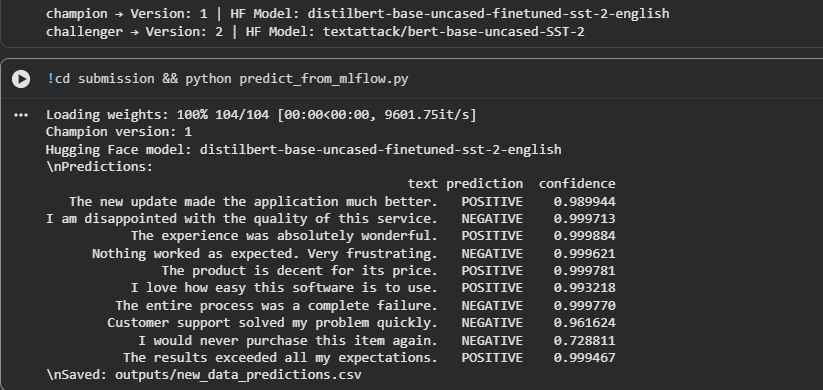 champion → Version: 1 | HF Model: distilbert-base-uncased-finetuned-sst-2-english
challenger → Version: 2 | HF Model: textattack/bert-base-uncased-SST-2
!cd submission && python predict_from_mlflow.py
Loading weights: 100% 104/104 [00:00<00:00, 9601.75it/s]
Champion version: 1
Hugging Face model: distilbert-base-uncased-finetuned-sst-2-english
\nPredictions:
text prediction confidence
The new update made the application much better. POSITIVE 0.989944
I am disappointed with the quality of this service. NEGATIVE 0.999713
The experience was absolutely wonderful. POSITIVE 0.999884
Nothing worked as expected. Very frustrating. NEGATIVE 0.999621
The product is decent for its price. POSITIVE 0.999781
I love how easy this software is to use. POSITIVE 0.993218
The entire process was a complete failure. NEGATIVE 0.999770
Customer support solved my problem quickly. NEGATIVE 0.961624
I would never purchase this item again. NEGATIVE 0.728811
The results exceeded all my expectations. POSITIVE 0.999467
\nSaved: outputs/new_data_predictions.csv